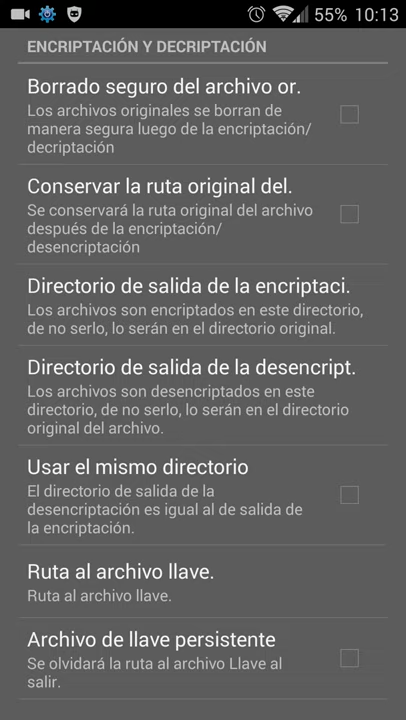 55% 10:13
ENCRIPTACIÓN Y DECRIPTACIÓN
Borrado seguro del archivo or.
Los archivos originales se borran de
manera segura luego de la encriptación/
decriptación
Conservar la ruta original del.
Se conservará la ruta original del archivo
después de la encriptación/
desencriptación
Directorio de salida de la encriptaci.
Los archivos son encriptados en este directorio,
de no serlo, lo serán en el directorio original.
Directorio de salida de la desencript.
Los archivos son desencriptados en este
directorio, de no serlo, lo serán en el directorio
original del archivo.
Usar el mismo directorio
El directorio de salida de la
desencriptación es igual al de salida de
la encriptación.
Ruta al archivo llave.
Ruta al archivo llave.
Archivo de llave persistente
Se olvidará la ruta al archivo Llave al
salir.